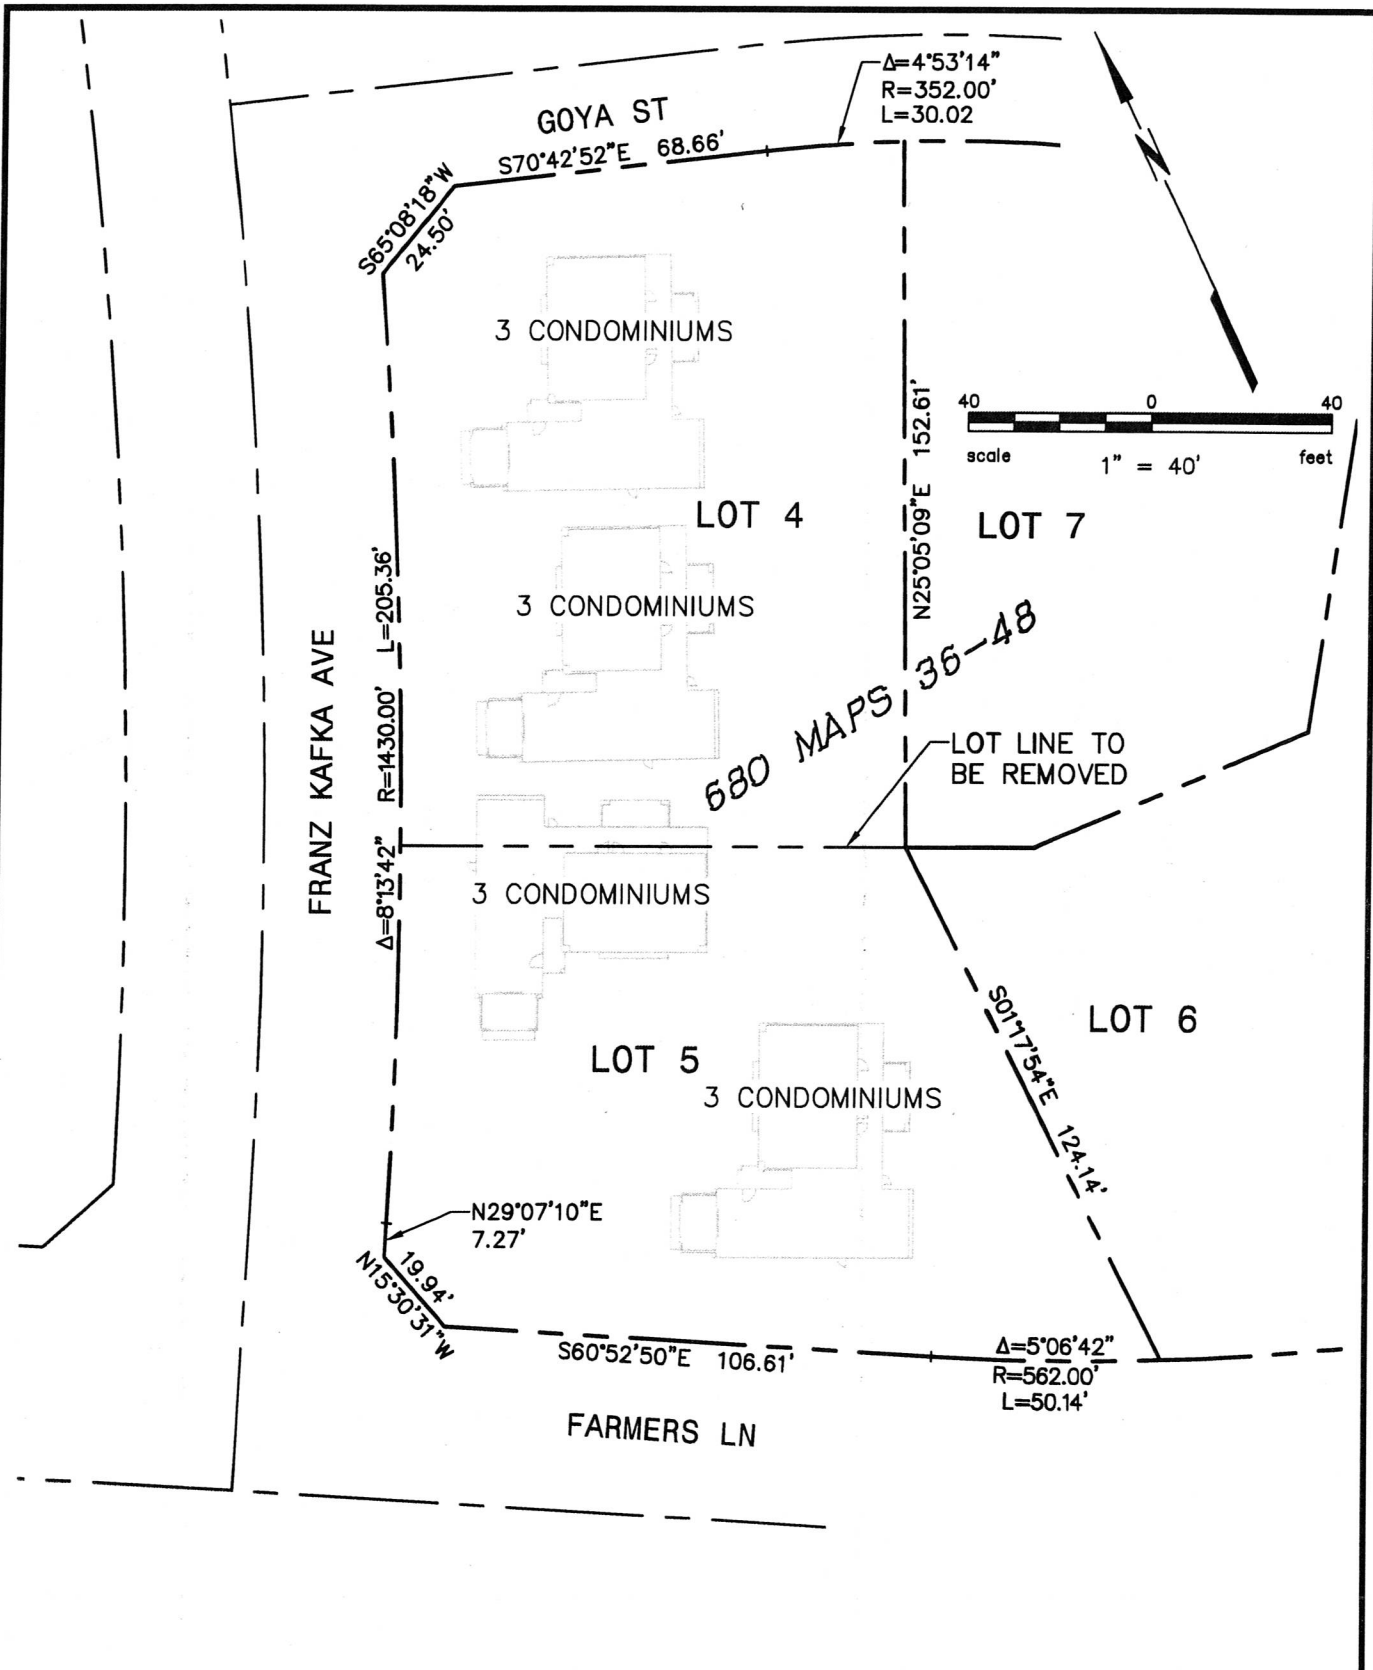 Δ=4°53'14"
R=352.00'
L=30.02
GOYA ST
S70°42'52"E 68.66'
S65°08'18"W
24.50'
N
3 CONDOMINIUMS
40 0 40
scale 1" = 40' feet
N25°05'09"E 152.61'
LOT 4
LOT 7
3 CONDOMINIUMS
680 MAPS 36-48
FRANZ KAFKA AVE
Δ=8°13'42" R=1430.00' L=205.36'
LOT LINE TO
BE REMOVED
3 CONDOMINIUMS
LOT 5
LOT 6
S01°17'54"E 124.14'
3 CONDOMINIUMS
N29°07'10"E
7.27'
19.94'
N15°30'31"W
S60°52'50"E 106.61'
Δ=5°06'42"
R=562.00'
L=50.14'
FARMERS LN